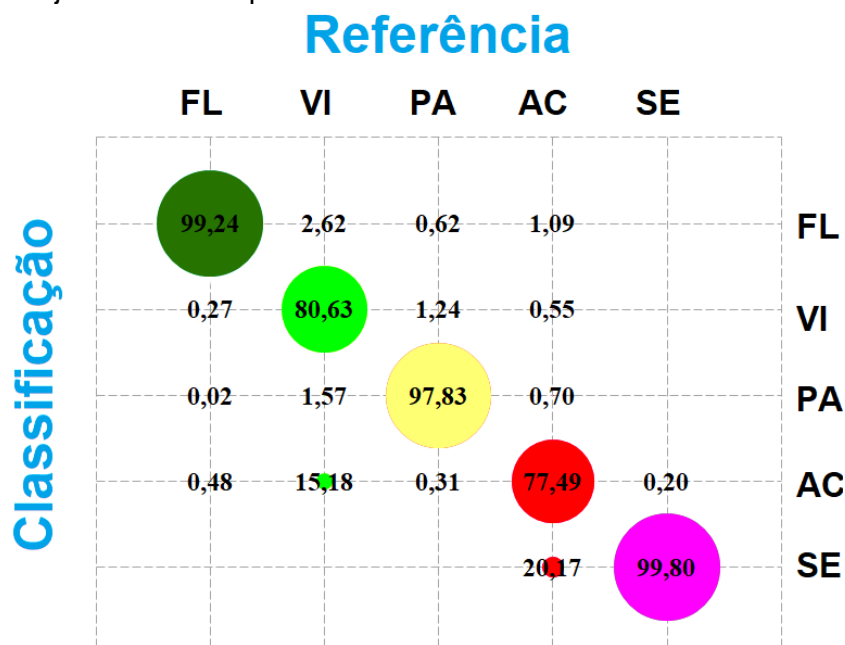 Referência
FL VI PA AC SE
Classificação
99,24 2,62 0,62 1,09 FL
0,27 80,63 1,24 0,55 VI
0,02 1,57 97,83 0,70 PA
0,48 15,18 0,31 77,49 0,20 AC
20,17 99,80 SE